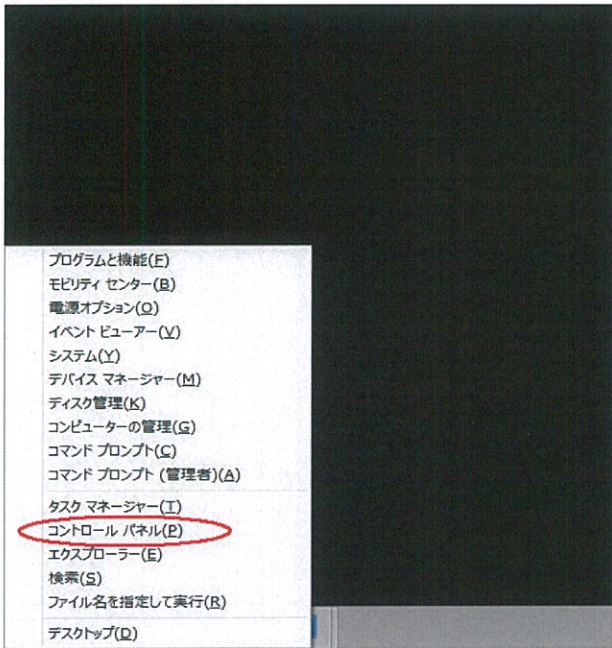 プログラムと機能(F)
モビリティ センター(B)
電源オプション(O)
イベント ビューアー(V)
システム(Y)
デバイス マネージャー(M)
ディスク管理(K)
コンピューターの管理(G)
コマンド プロンプト(C)
コマンド プロンプト (管理者)(A)
タスク マネージャー(T)
コントロール パネル(P)
エクスプローラー(E)
検索(S)
ファイル名を指定して実行(R)
デスクトップ(D)